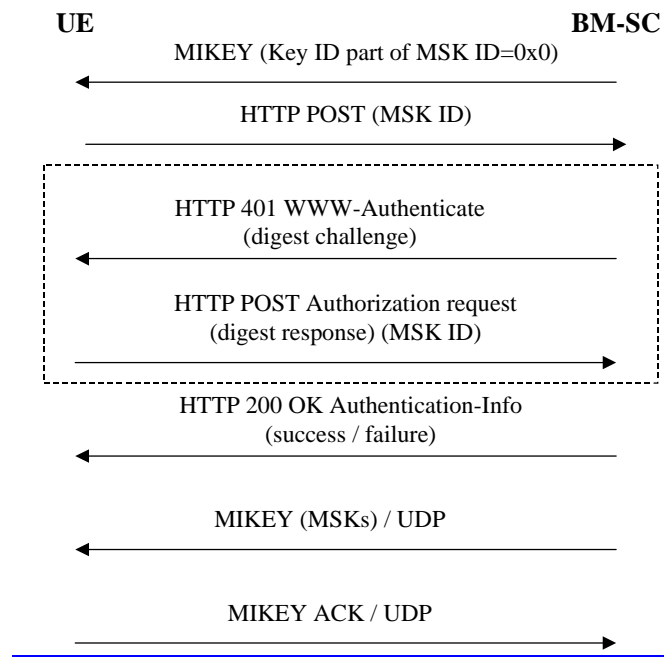 UE BM-SC
MIKEY (Key ID part of MSK ID=0x0)
HTTP POST (MSK ID)
HTTP 401 WWW-Authenticate
(digest challenge)
HTTP POST Authorization request
(digest response) (MSK ID)
HTTP 200 OK Authentication-Info
(success / failure)
MIKEY (MSKs) / UDP
MIKEY ACK / UDP